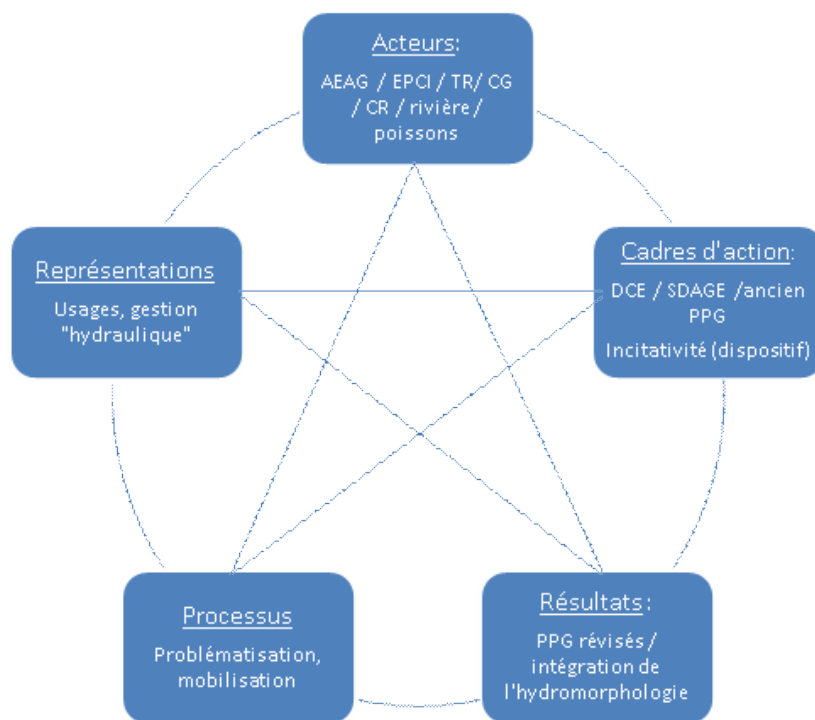 Acteurs:
AEAG / EPCI / TR/ CG
/ CR / rivière /
poissons
Représentations
Usages, gestion
"hydraulique"
Cadres d'action:
DCE / SDAGE /ancien
PPG
Incitativité (dispositif)
Processus
Problématisation,
mobilisation
Résultats:
PPG révisés /
intégration de
l'hydromorphologie